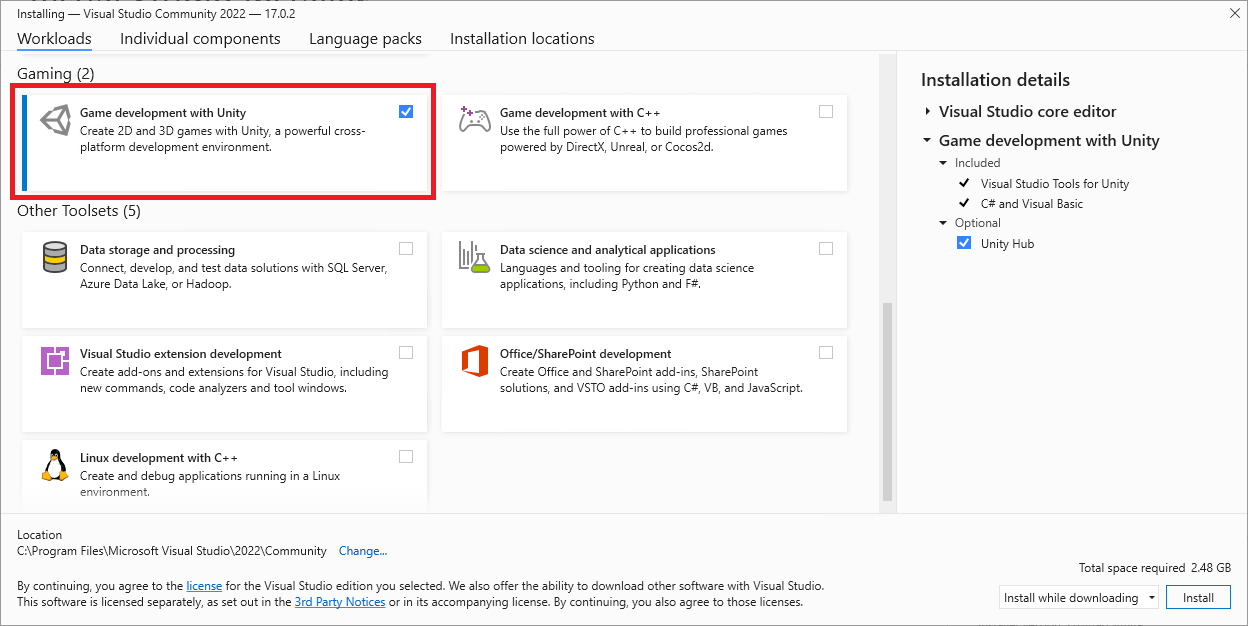 Installing — Visual Studio Community 2022 — 17.0.2
Workloads
Individual components
Language packs
Installation locations
Gaming (2)
Game development with Unity
Create 2D and 3D games with Unity, a powerful cross-
platform development environment.
Game development with C++
Use the full power of C++ to build professional games
powered by DirectX, Unreal, or Cocos2d.
Other Toolsets (5)
Data storage and processing
Connect, develop, and test data solutions with SQL Server,
Azure Data Lake, or Hadoop.
Data science and analytical applications
Languages and tooling for creating data science
applications, including Python and F#.
Visual Studio extension development
Create add-ons and extensions for Visual Studio, including
new commands, code analyzers and tool windows.
Office/SharePoint development
Create Office and SharePoint add-ins, SharePoint
solutions, and VSTO add-ins using C#, VB, and JavaScript.
Linux development with C++
Create and debug applications running in a Linux
environment.
Installation details
Visual Studio core editor
Game development with Unity
Included
Visual Studio Tools for Unity
C# and Visual Basic
Optional
Unity Hub
Location
C:\Program Files\Microsoft Visual Studio\2022\Community Change...
By continuing, you agree to the license for the Visual Studio edition you selected. We also offer the ability to download other software with Visual Studio.
This software is licensed separately, as set out in the 3rd Party Notices or in its accompanying license. By continuing, you also agree to those licenses.
Total space required 2.48 GB
Install while downloading
Install